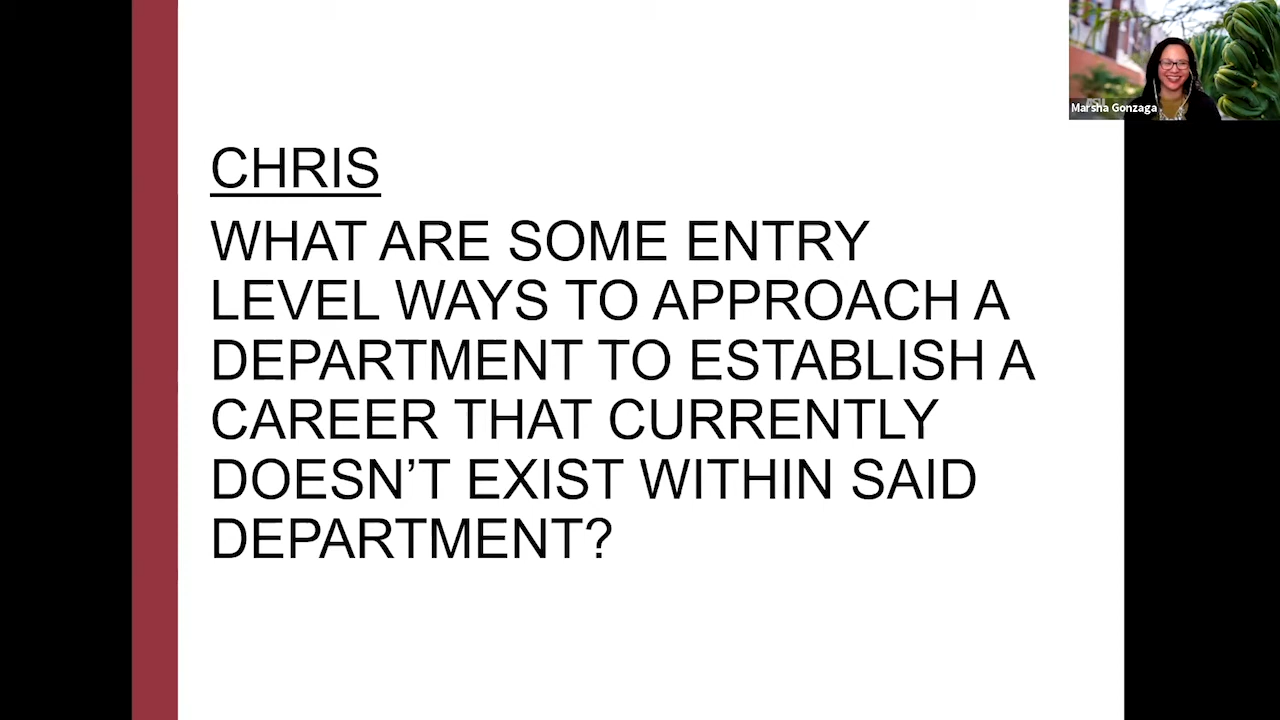 Marsha Gonzaga
CHRIS
WHAT ARE SOME ENTRY
LEVEL WAYS TO APPROACH A
DEPARTMENT TO ESTABLISH A
CAREER THAT CURRENTLY
DOESN’T EXIST WITHIN SAID
DEPARTMENT?